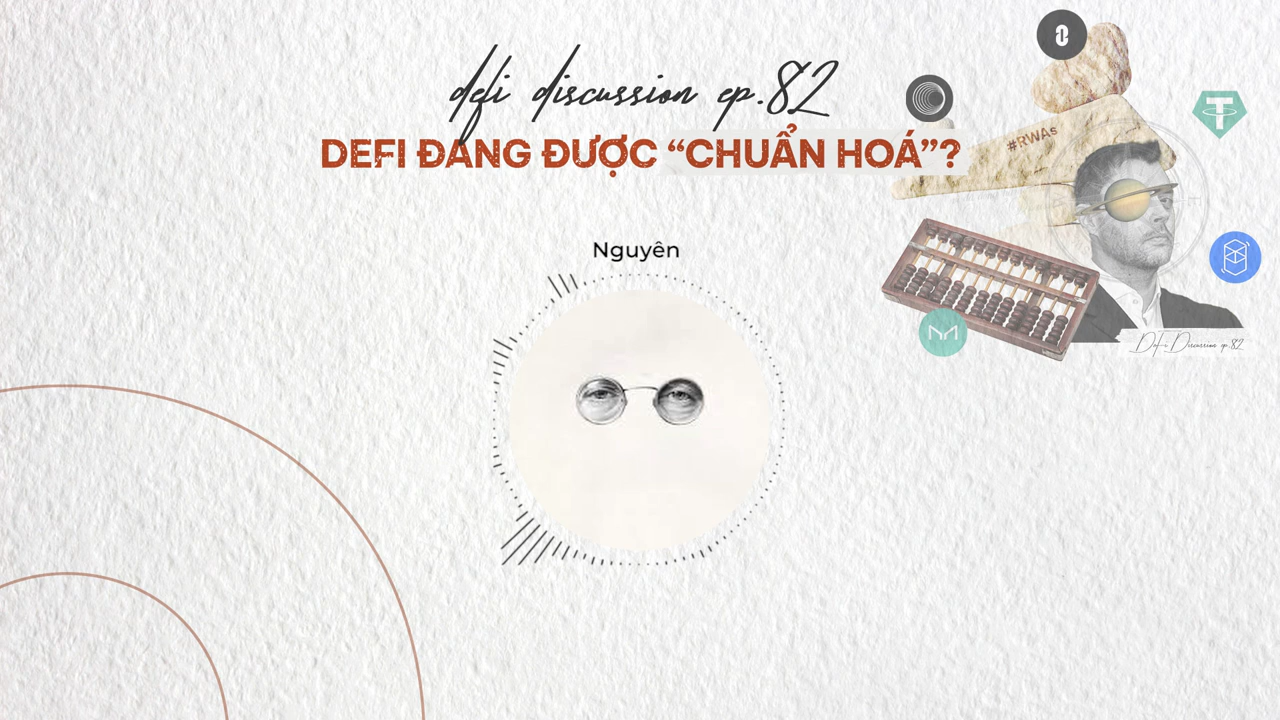 defi discussion ep.82
DEFI ĐANG ĐƯỢC “CHUẨN HOÁ”?
#RWAs
Nguyên
DeFi Discussion ep.82